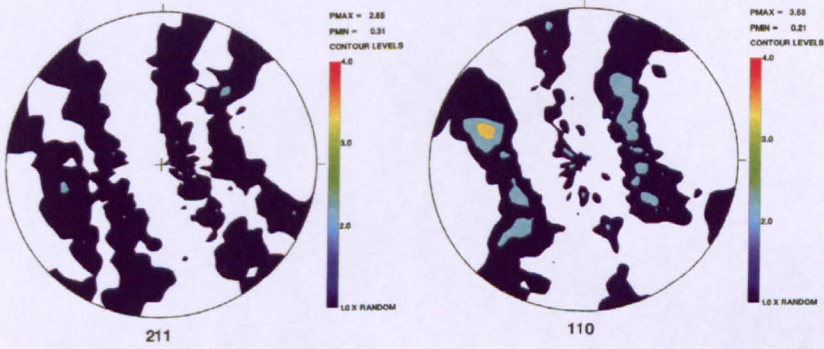 PMAX = 2.85
PMIN = 0.31
CONTOUR LEVELS
4.0
3.0
2.0
1.0 X RANDOM
211
PMAX = 3.53
PMIN = 0.21
CONTOUR LEVELS
4.0
3.0
2.0
1.0 X RANDOM
110